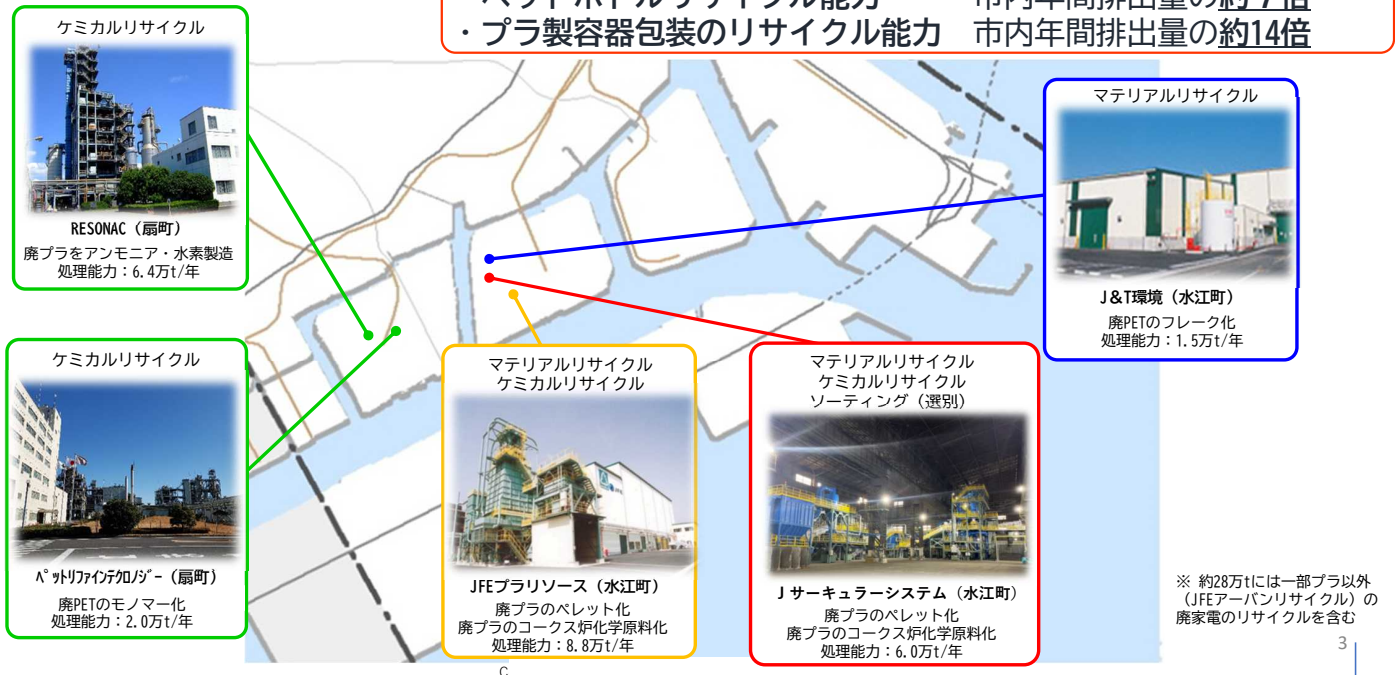 ・プラ製容器包装のリサイクル能力 市内年間排出量の約14倍
ケミカルリサイクル
RESONAC（扇町）
廃プラをアンモニア・水素製造
処理能力：6.4万t/年
マテリアルリサイクル
J&T環境（水江町）
廃PETのフレーク化
処理能力：1.5万t/年
ケミカルリサイクル
ペットリファインテクノロジー（扇町）
廃PETのモノマー化
処理能力：2.0万t/年
マテリアルリサイクル
ケミカルリサイクル
JFEプラリソース（水江町）
廃プラのペレット化
廃プラのコークス炉化学原料化
処理能力：8.8万t/年
マテリアルリサイクル
ケミカルリサイクル
ソーティング（選別）
Jサーキュラーシステム（水江町）
廃プラのペレット化
廃プラのコークス炉化学原料化
処理能力：6.0万t/年
※ 約28万tには一部プラ以外
（JFEアーバンリサイクル）の
廃家電のリサイクルを含む
3
C